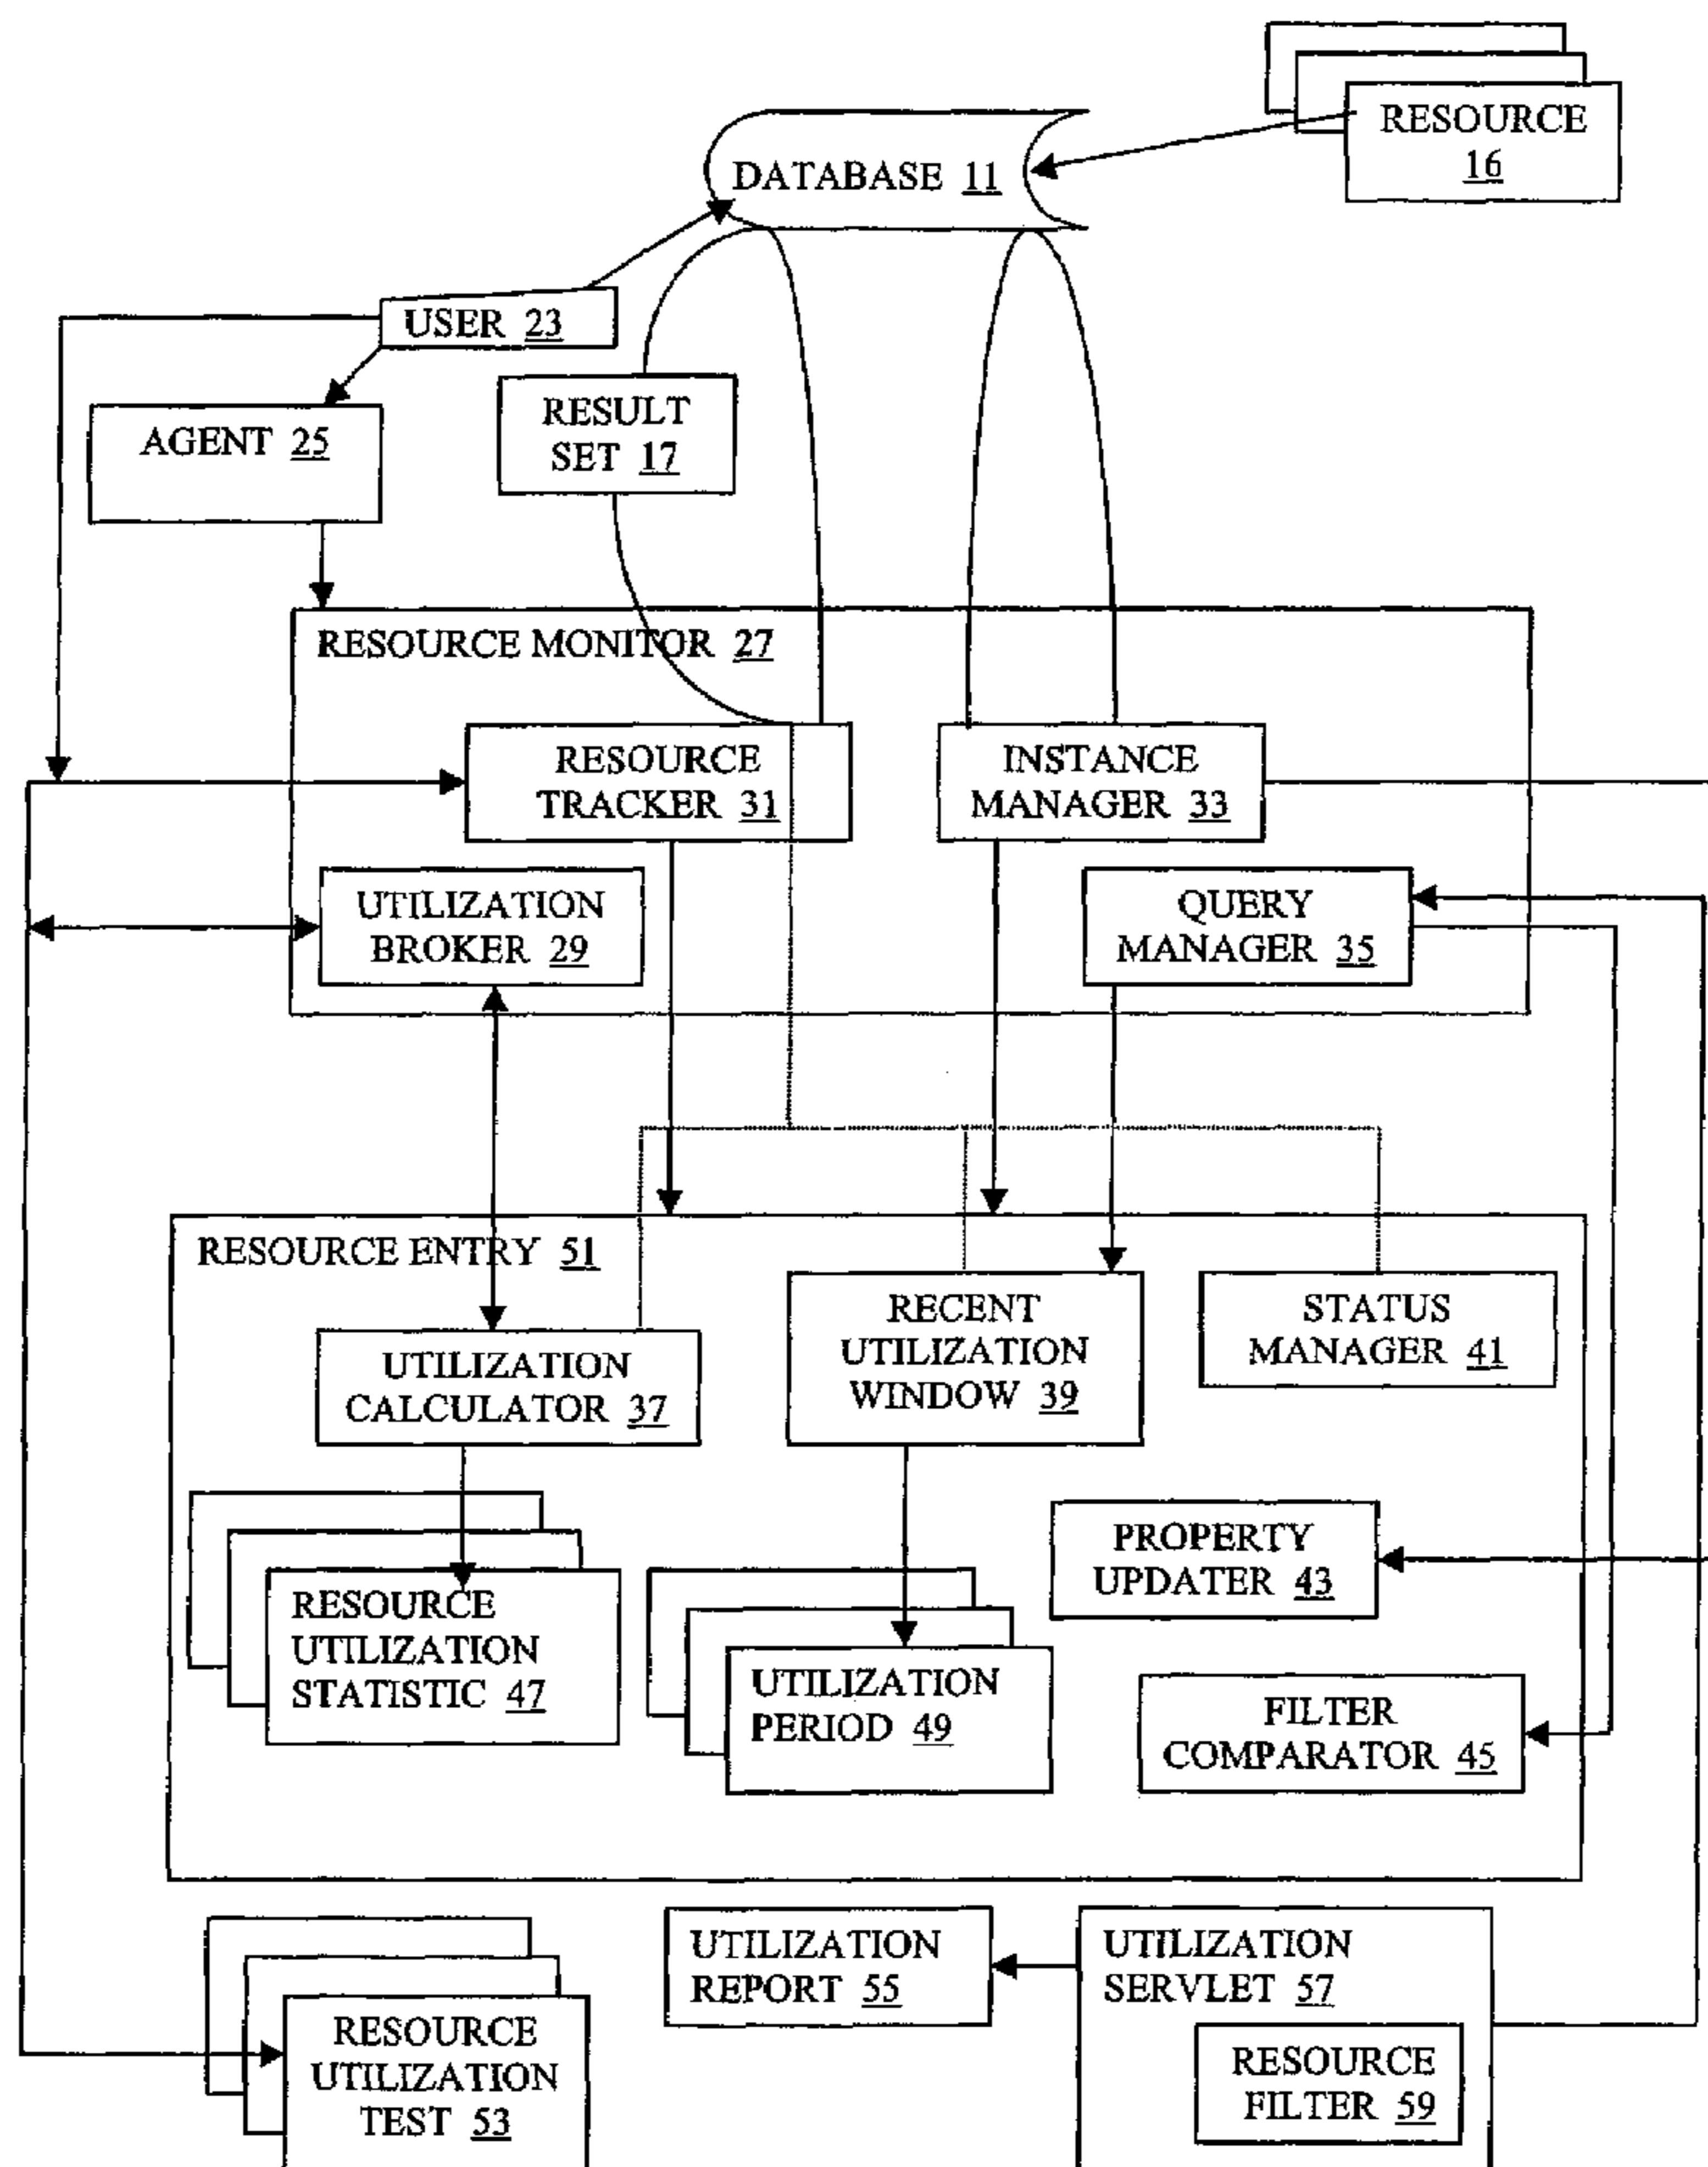 RESOURCE
16
DATABASE 11
USER 23
RESULT
SET 17
AGENT 25
RESOURCE MONITOR 27
RESOURCE
TRACKER 31
INSTANCE
MANAGER 33
UTILIZATION
BROKER 29
QUERY
MANAGER 35
RESOURCE ENTRY 51
UTILIZATION
CALCULATOR 37
RECENT
UTILIZATION
WINDOW 39
STATUS
MANAGER 41
RESOURCE
UTILIZATION
STATISTIC 47
UTILIZATION
PERIOD 49
PROPERTY
UPDATER 43
FILTER
COMPARATOR 45
RESOURCE
UTILIZATION
TEST 53
UTILIZATION
REPORT 55
UTILIZATION
SERVLET 57
RESOURCE
FILTER 59